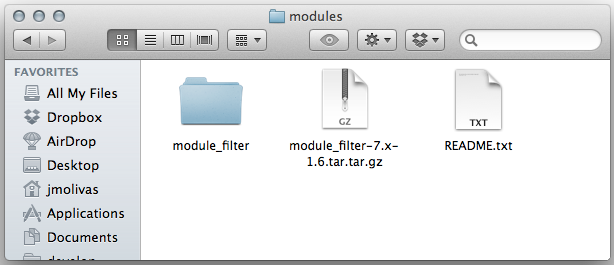 modules
FAVORITES
All My Files
Dropbox
AirDrop
Desktop
jmolivas
Applications
Documents
develop
module_filter
GZ
module_filter-7.x-
1.6.tar.tar.gz
TXT
README.txt